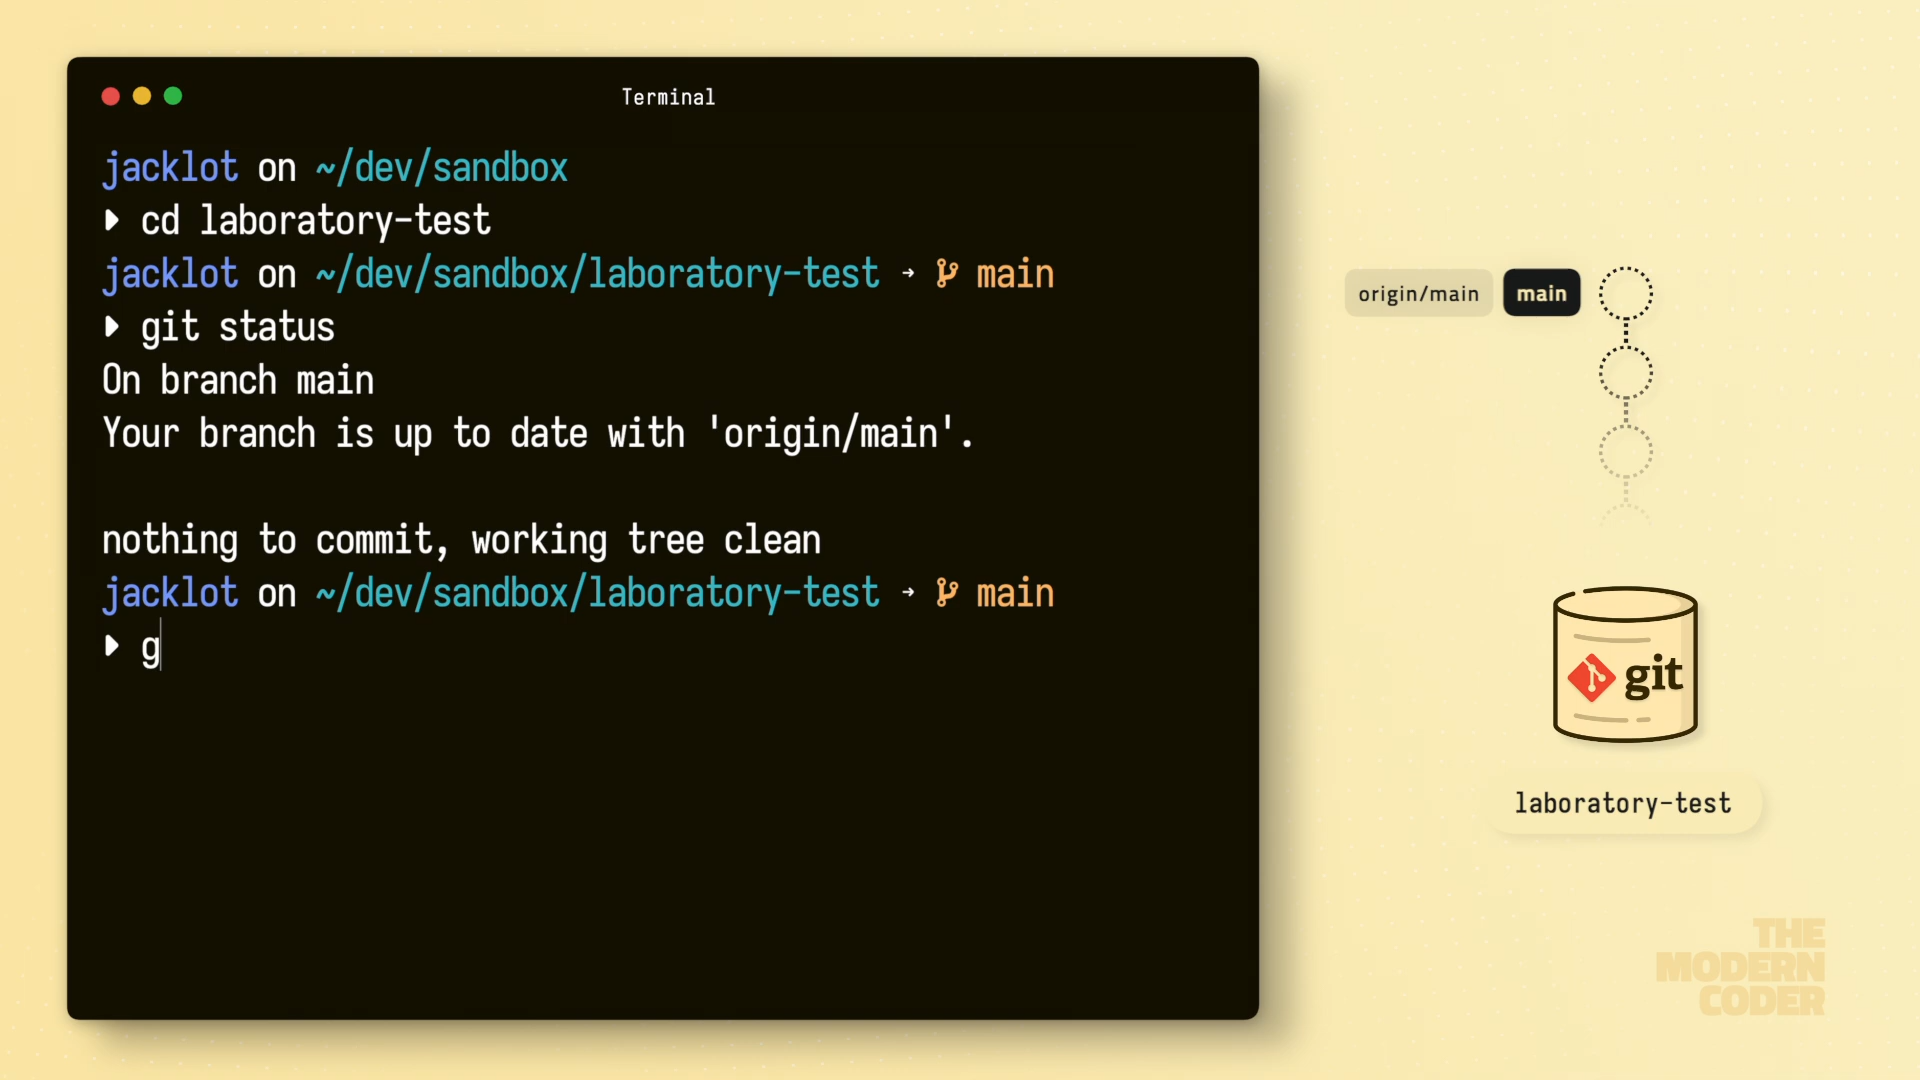 Terminal
jacklot on ~/dev/sandbox
cd laboratory-test
jacklot on ~/dev/sandbox/laboratory-test → main
git status
On branch main
Your branch is up to date with 'origin/main'.
nothing to commit, working tree clean
jacklot on ~/dev/sandbox/laboratory-test → main
g
origin/main main
git
laboratory-test
THE
MODERN
CODER